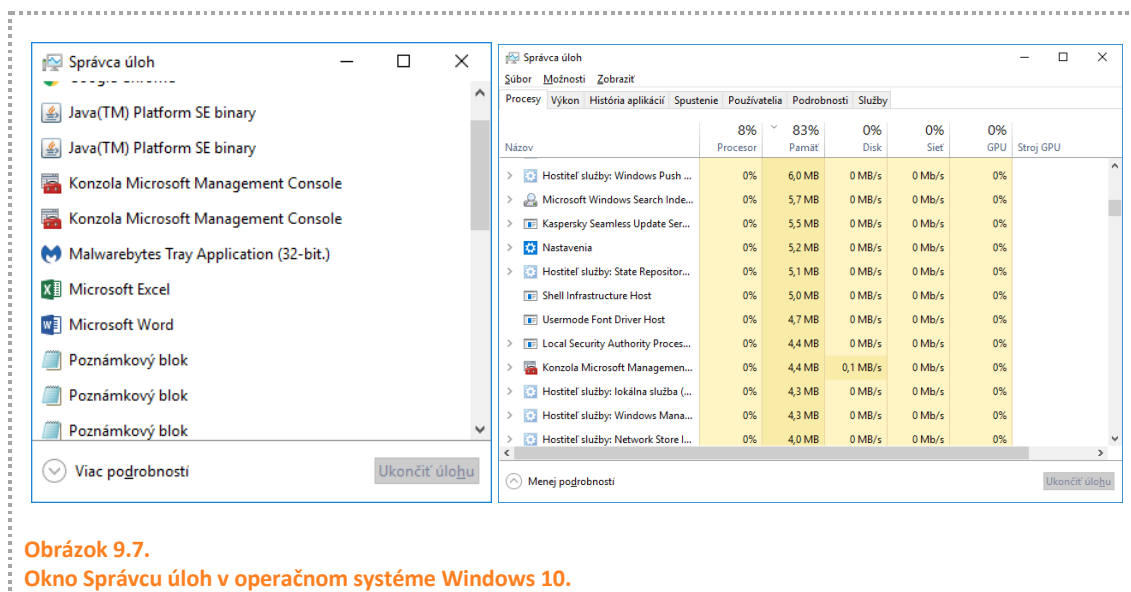 Správca úloh
Google Chrome
Java(TM) Platform SE binary
Java(TM) Platform SE binary
Konzola Microsoft Management Console
Konzola Microsoft Management Console
Malwarebytes Tray Application (32-bit.)
Microsoft Excel
Microsoft Word
Poznámkový blok
Poznámkový blok
Poznámkový blok
Viac podrobností
Ukončiť úlohu
Správca úloh
Súbor Možnosti Zobraziť
Procesy Výkon História aplikácií Spustenie Používatelia Podrobnosti Služby
8% 83% 0% 0% 0%
Názov Procesor Pamäť Disk Sieť GPU Stroj GPU
Hostiteľ služby: Windows Push ... 0% 6,0 MB 0 MB/s 0 Mb/s 0%
Microsoft Windows Search Inde... 0% 5,7 MB 0 MB/s 0 Mb/s 0%
Kaspersky Seamless Update Ser... 0% 5,5 MB 0 MB/s 0 Mb/s 0%
Nastavenia 0% 5,2 MB 0 MB/s 0 Mb/s 0%
Hostiteľ služby: State Repositor... 0% 5,1 MB 0 MB/s 0 Mb/s 0%
Shell Infrastructure Host 0% 5,0 MB 0 MB/s 0 Mb/s 0%
Usermode Font Driver Host 0% 4,7 MB 0 MB/s 0 Mb/s 0%
Local Security Authority Proces... 0% 4,4 MB 0 MB/s 0 Mb/s 0%
Konzola Microsoft Managemen... 0% 4,4 MB 0,1 MB/s 0 Mb/s 0%
Hostiteľ služby: lokálna služba (... 0% 4,3 MB 0 MB/s 0 Mb/s 0%
Hostiteľ služby: Windows Mana... 0% 4,3 MB 0 MB/s 0 Mb/s 0%
Hostiteľ služby: Network Store I... 0% 4,0 MB 0 MB/s 0 Mb/s 0%
Menej podrobností
Ukončiť úlohu
Obrázok 9.7.
Okno Správcu úloh v operačnom systéme Windows 10.